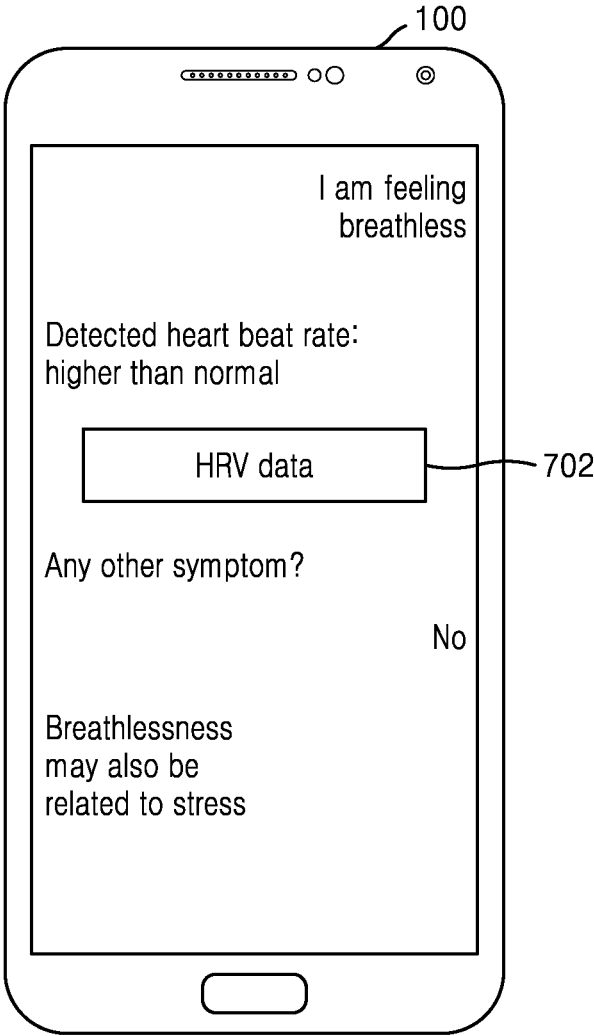 100
I am feeling
breathless
Detected heart beat rate:
higher than normal
HRV data
702
Any other symptom?
No
Breathlessness
may also be
related to stress